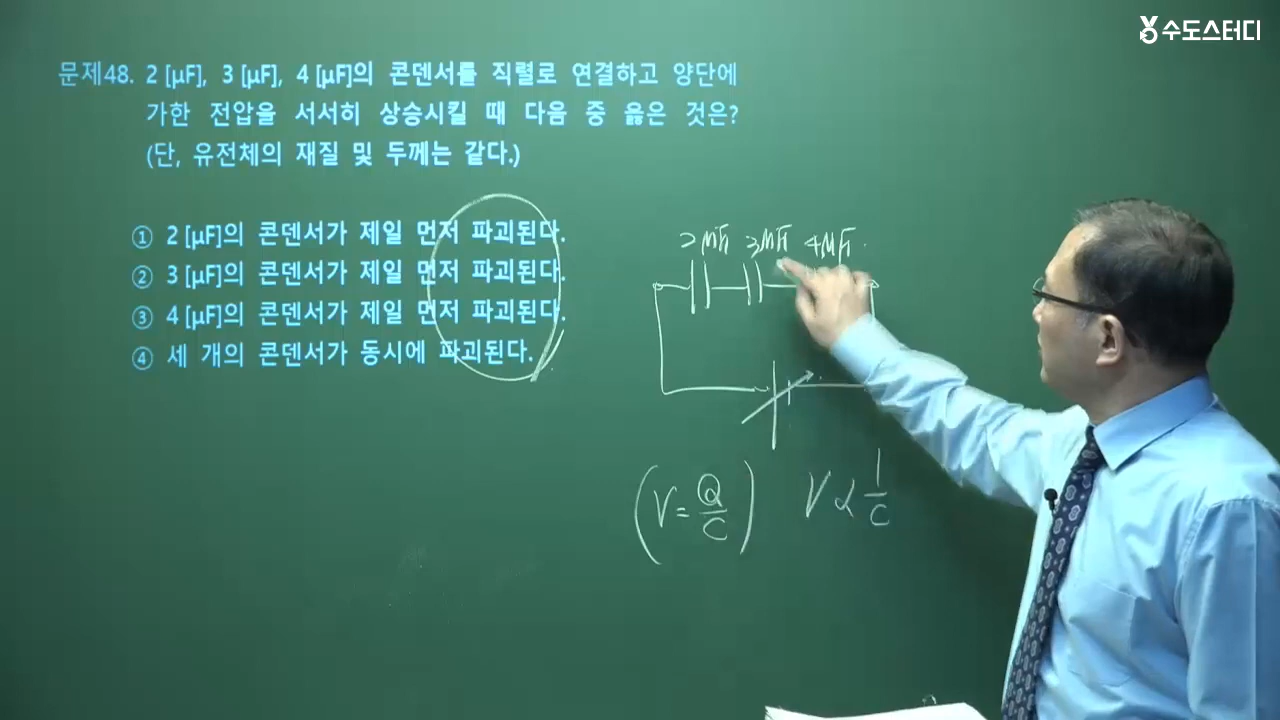 수도스터디
문제48. 2 [μF], 3 [μF], 4 [μF]의 콘덴서를 직렬로 연결하고 양단에
가한 전압을 서서히 상승시킬 때 다음 중 옳은 것은?
(단, 유전체의 재질 및 두께는 같다.)
① 2 [μF]의 콘덴서가 제일 먼저 파괴된다.
② 3 [μF]의 콘덴서가 제일 먼저 파괴된다.
③ 4 [μF]의 콘덴서가 제일 먼저 파괴된다.
④ 세 개의 콘덴서가 동시에 파괴된다.
2μF 3μF 4μF
(V=Q/C) V∝1/C